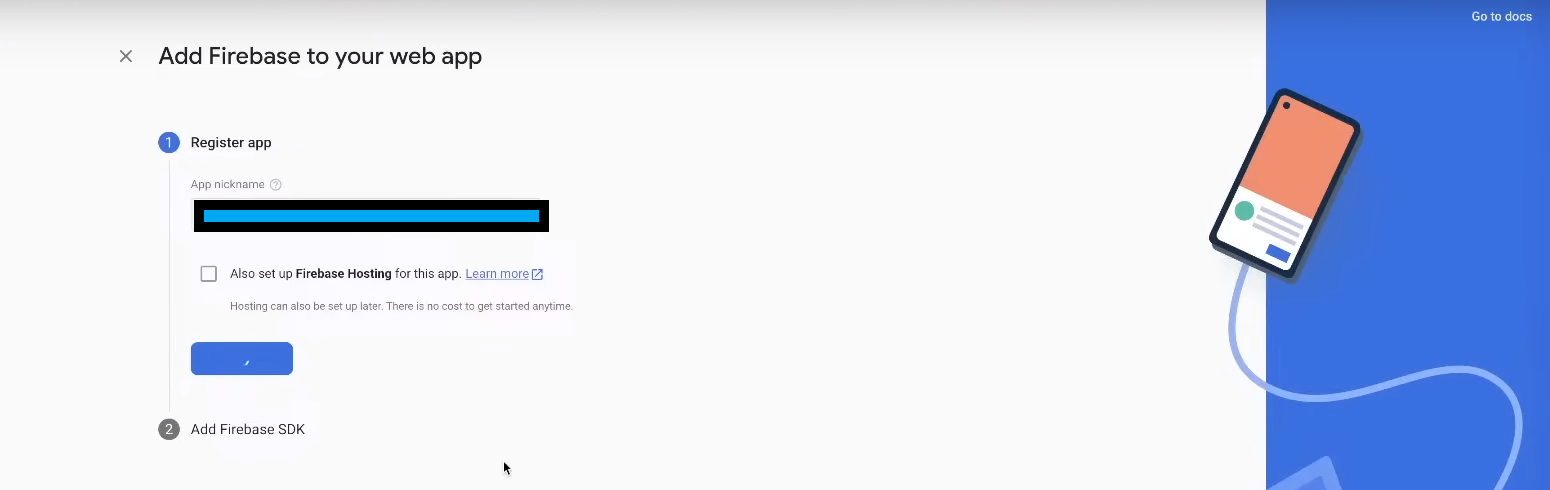 Go to docs
Add Firebase to your web app
1 Register app
App nickname
Also set up Firebase Hosting for this app. Learn more
Hosting can also be set up later. There is no cost to get started anytime.
2 Add Firebase SDK